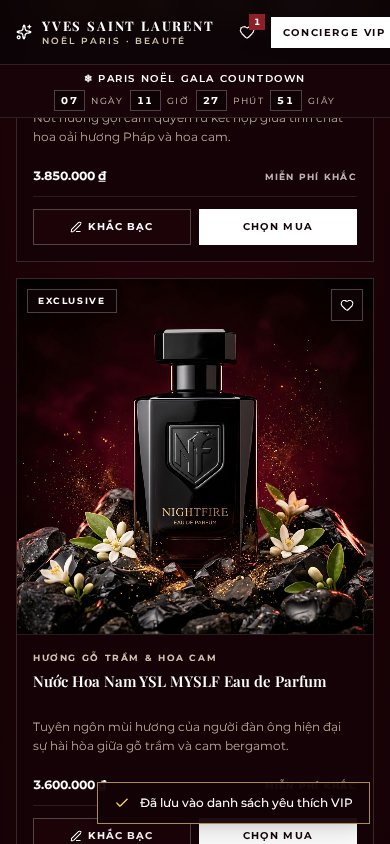 YVES SAINT LAURENT
NOËL PARIS · BEAUTÉ
1
CONCIERGE VIP
❄ PARIS NOËL GALA COUNTDOWN
07 NGÀY 11 GIỜ 27 PHÚT 51 GIÂY
Nốt hương gợi cảm quyến rũ kết hợp giữa tinh chất
hoa oải hương Pháp và hoa cam.
3.850.000 ₫
MIỄN PHÍ KHẮC
KHẮC BẠC
CHỌN MUA
EXCLUSIVE
NF
NIGHTFIRE
EAU DE PARFUM
HƯƠNG GỖ TRẦM & HOA CAM
Nước Hoa Nam YSL MYSLF Eau de Parfum
Tuyên ngôn mùi hương của người đàn ông hiện đại
sự hài hòa giữa gỗ trầm và cam bergamot.
3.600.000 ₫
MIỄN PHÍ KHẮC
Đã lưu vào danh sách yêu thích VIP
KHẮC BẠC
CHỌN MUA